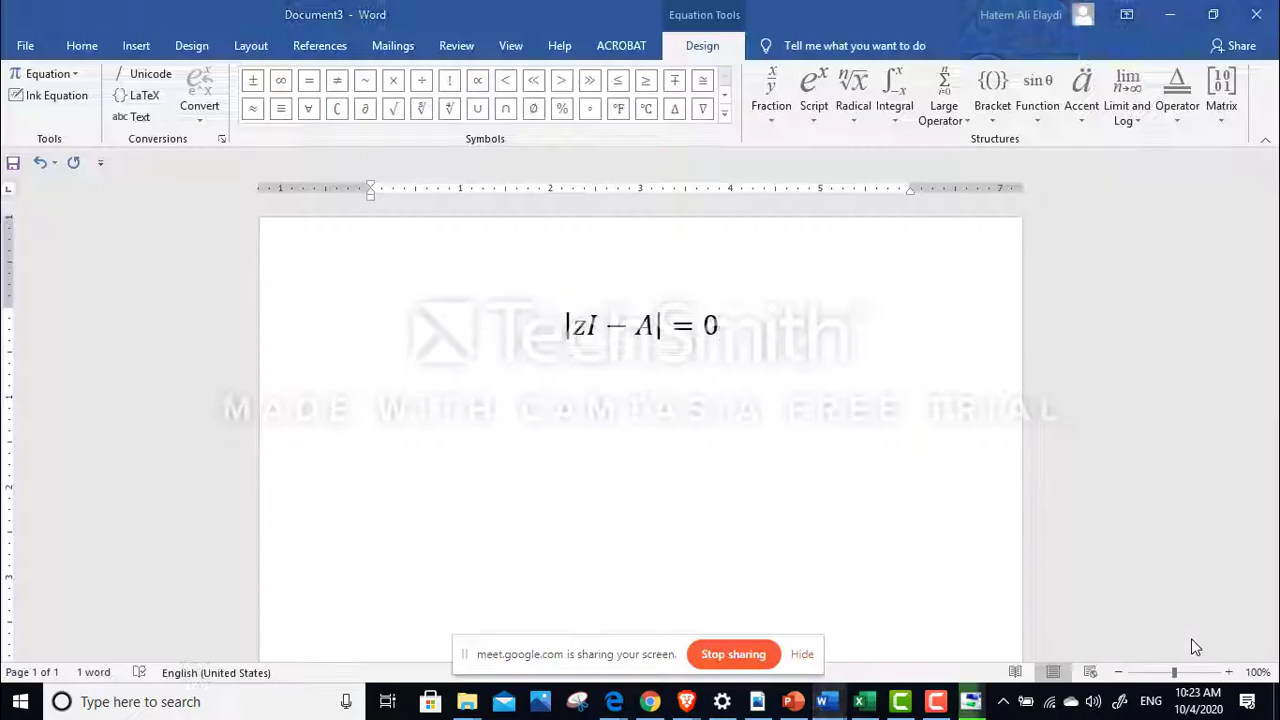 Document3 - Word
Equation Tools
Hatem Ali Elaydi
File Home Insert Design Layout References Mailings Review View Help ACROBAT Design Tell me what you want to do Share
Equation Unicode
Ink Equation LaTeX
abc Text
Convert
Fraction Script Radical Integral Large Operator Bracket Function Accent Limit and Log Operator Matrix
Tools Conversions Symbols Structures
|zI − A| = 0
TechSmith
MADE WITH CAMTASIA FREE TRIAL
meet.google.com is sharing your screen. Stop sharing Hide
Page 1 of 1 1 word English (United States) 100%
Type here to search
ENG
10:23 AM
10/4/2020